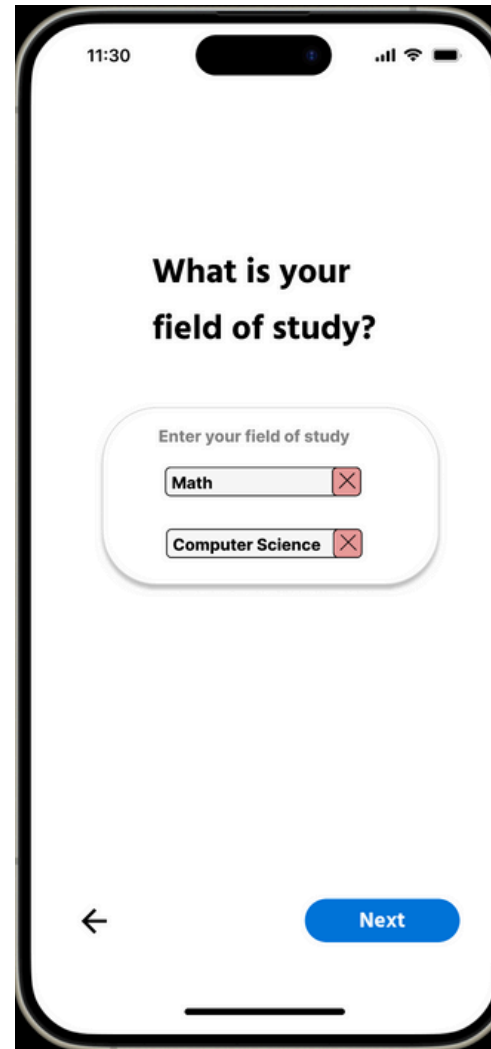 11:30
What is your
field of study?
Enter your field of study
Math
Computer Science
Next